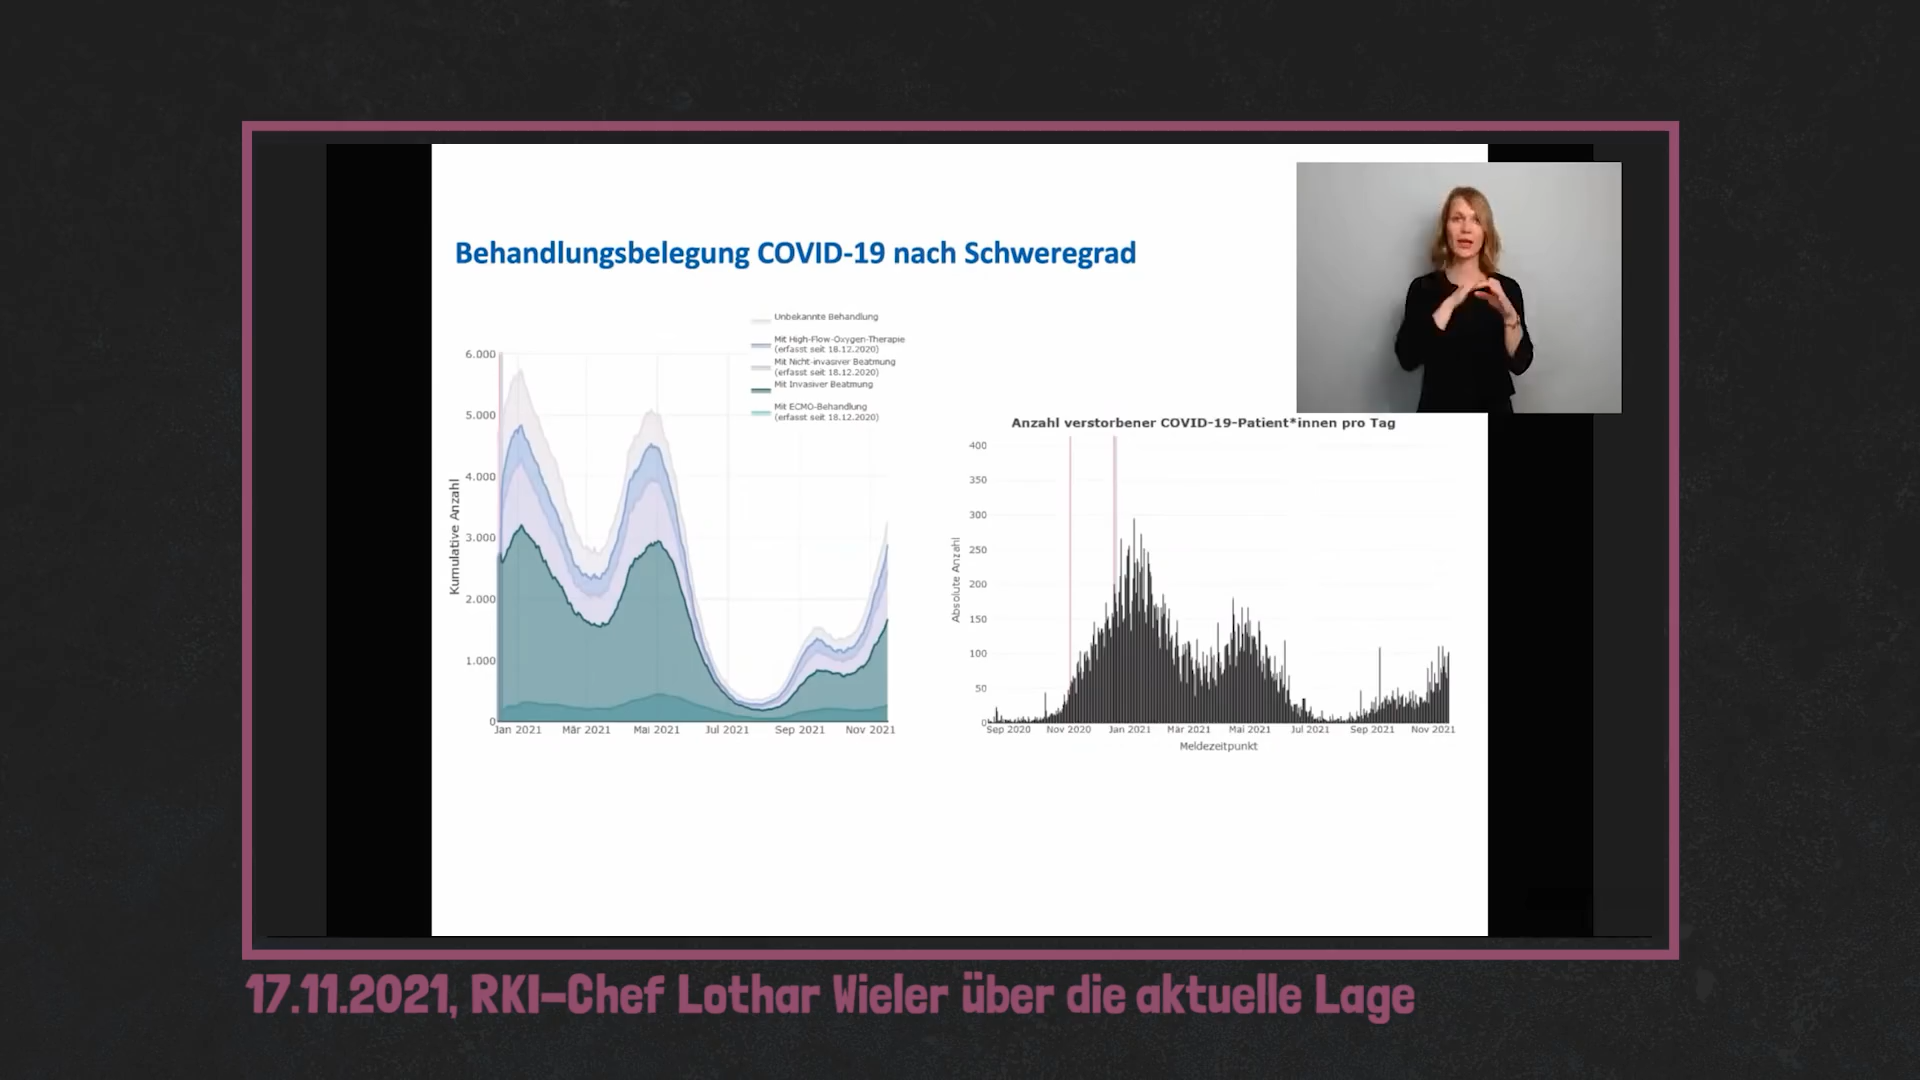 Behandlungsbelegung COVID-19 nach Schweregrad
Unbekannte Behandlung
Mit High-Flow-Oxygen-Therapie
(erfasst seit 18.12.2020)
Mit Nicht-invasiver Beatmung
(erfasst seit 18.12.2020)
Mit Invasiver Beatmung
Mit ECMO-Behandlung
(erfasst seit 18.12.2020)
Kumulative Anzahl
6.000
5.000
4.000
3.000
2.000
1.000
0
Jan 2021 Mär 2021 Mai 2021 Jul 2021 Sep 2021 Nov 2021
Anzahl verstorbener COVID-19-Patient*innen pro Tag
Absolute Anzahl
400
350
300
250
200
150
100
50
0
Sep 2020 Nov 2020 Jan 2021 Mär 2021 Mai 2021 Jul 2021 Sep 2021 Nov 2021
Meldezeitpunkt
17.11.2021, RKI-Chef Lothar Wieler über die aktuelle Lage